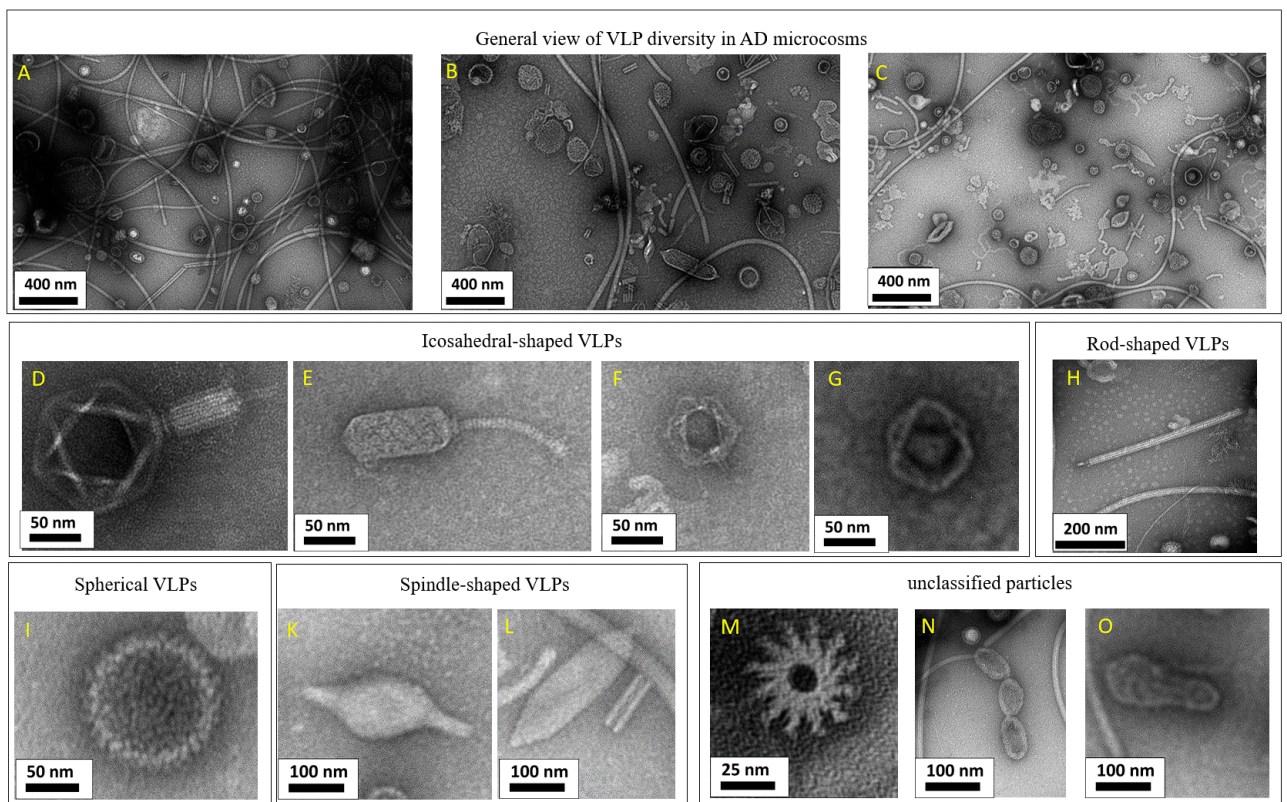 General view of VLP diversity in AD microcosms
A
B
C
400 nm
400 nm
400 nm
Icosahedral-shaped VLPs
Rod-shaped VLPs
D
E
F
G
H
50 nm
50 nm
50 nm
50 nm
200 nm
Spherical VLPs
Spindle-shaped VLPs
unclassified particles
I
K
L
M
N
O
50 nm
100 nm
100 nm
25 nm
100 nm
100 nm